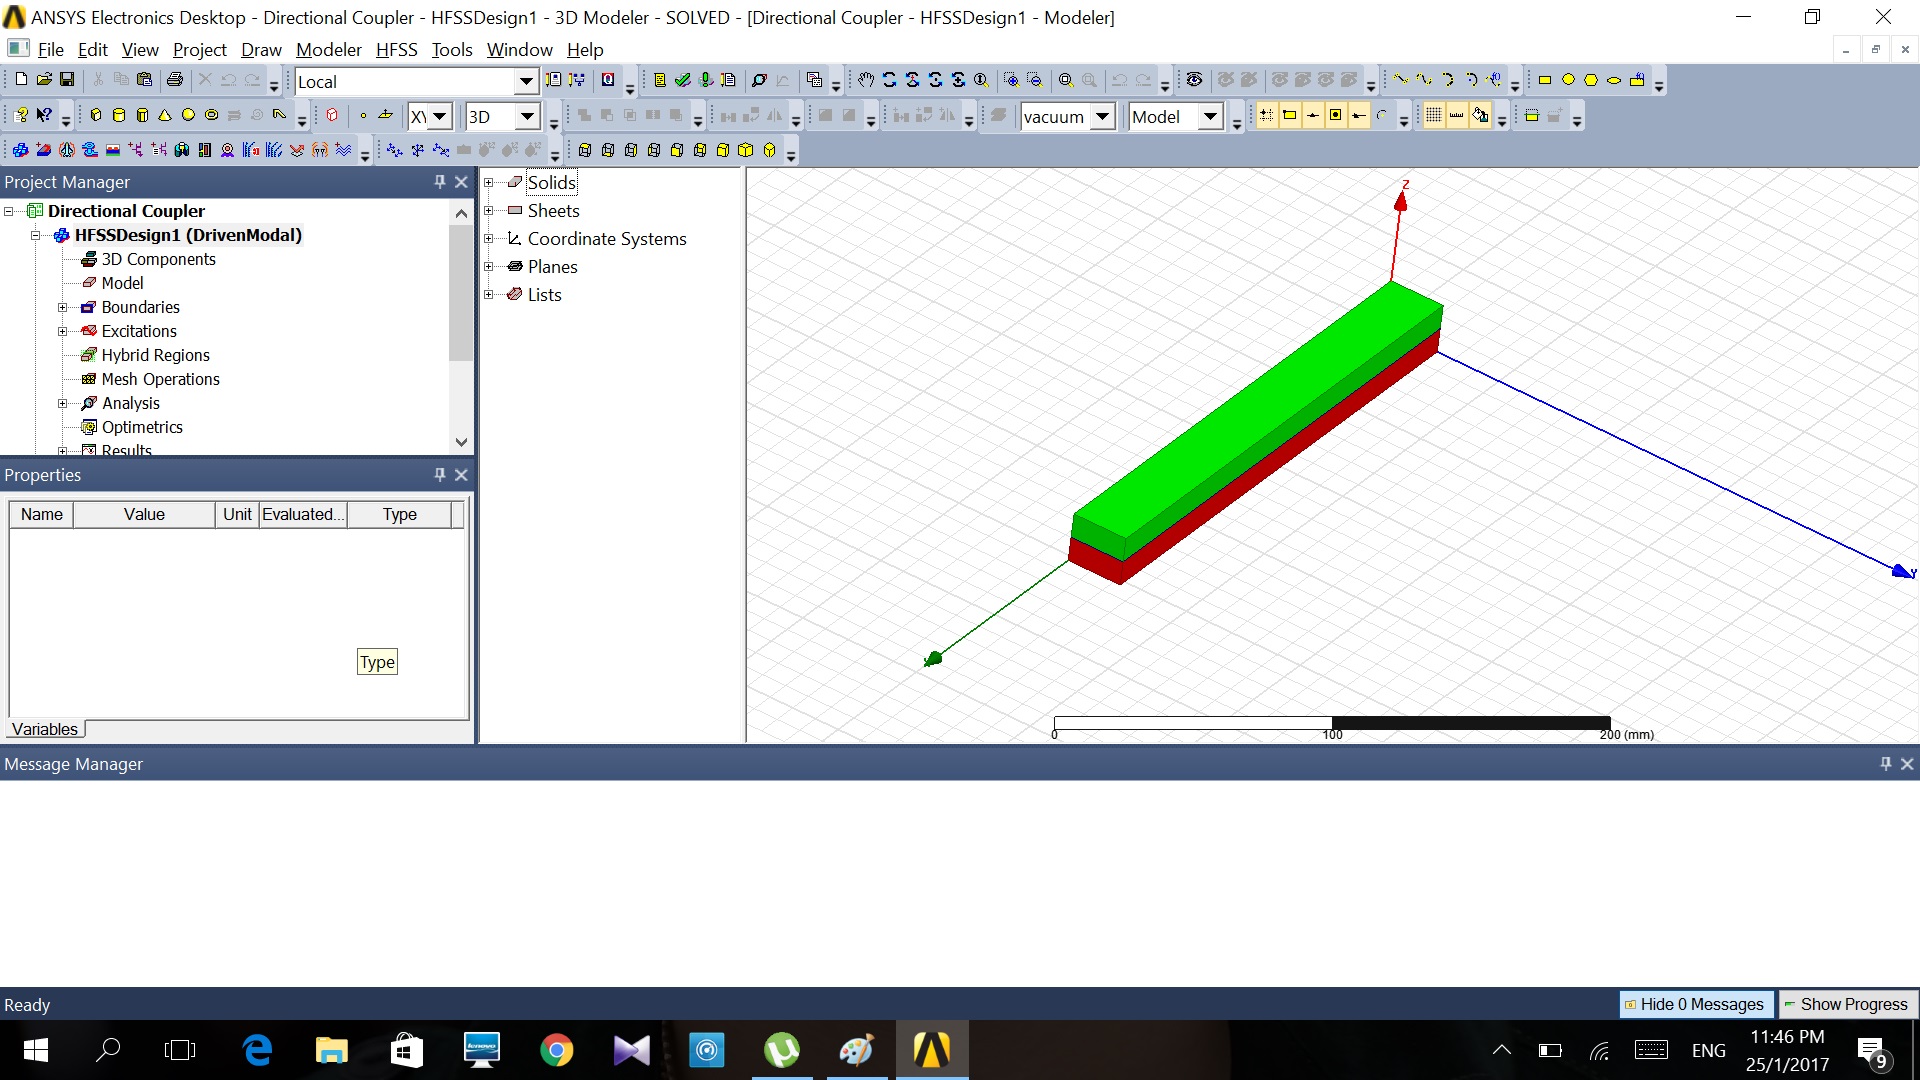 ANSYS Electronics Desktop - Directional Coupler - HFSSDesign1 - 3D Modeler - SOLVED - [Directional Coupler - HFSSDesign1 - Modeler]
File Edit View Project Draw Modeler HFSS Tools Window Help
Local
3D
vacuum
Model
Project Manager
Directional Coupler
HFSSDesign1 (DrivenModal)
3D Components
Model
Boundaries
Excitations
Hybrid Regions
Mesh Operations
Analysis
Optimetrics
Results
Solids
Sheets
Coordinate Systems
Planes
Lists
Z
Y
0 100 200 (mm)
Properties
Name Value Unit Evaluated... Type
Type
Variables
Message Manager
Ready
Hide 0 Messages
Show Progress
lenovo
ENG
11:46 PM
25/1/2017
9